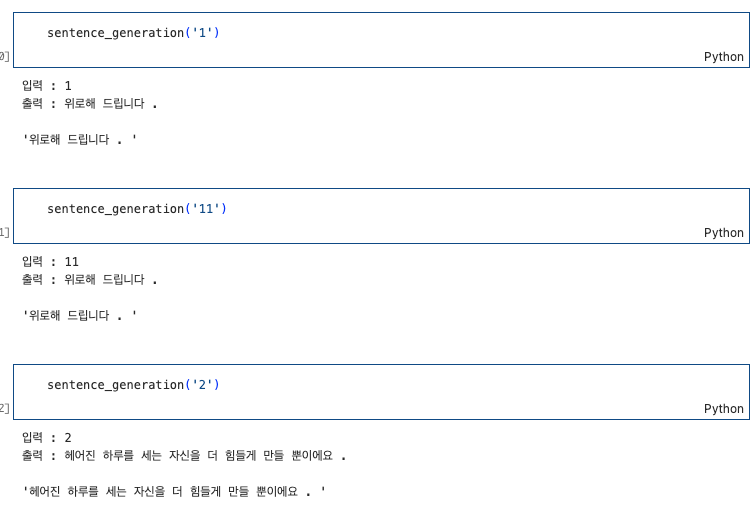 sentence_generation('1')
0]
Python
입력 : 1
출력 : 위로해 드립니다 .
'위로해 드립니다 . '
sentence_generation('11')
1]
Python
입력 : 11
출력 : 위로해 드립니다 .
'위로해 드립니다 . '
sentence_generation('2')
2]
Python
입력 : 2
출력 : 헤어진 하루를 세는 자신을 더 힘들게 만들 뿐이에요 .
'헤어진 하루를 세는 자신을 더 힘들게 만들 뿐이에요 . '